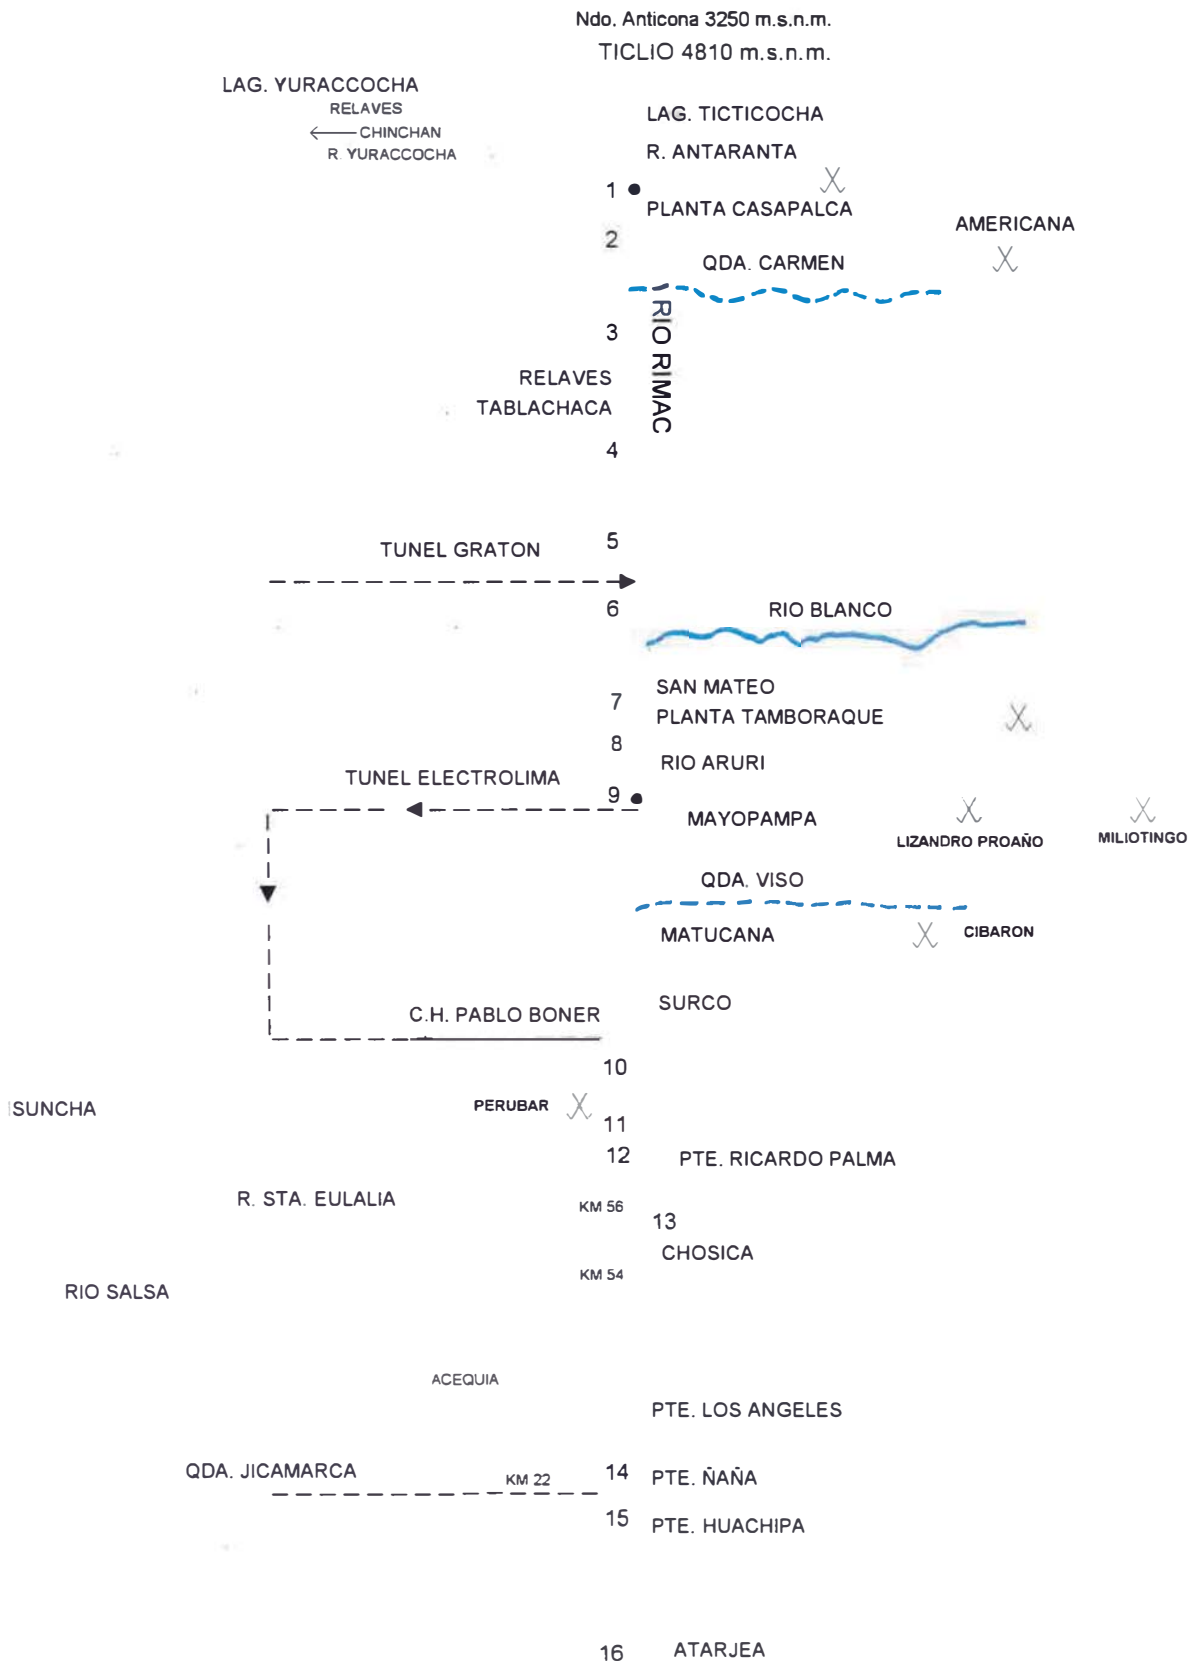 Ndo. Anticona 3250 m.s.n.m.
TICLIO 4810 m.s.n.m.
LAG. YURACCOCHA
RELAVES
CHINCHAN
R. YURACCOCHA
LAG. TICTICOCHA
R. ANTARANTA
1
PLANTA CASAPALCA
AMERICANA
2
QDA. CARMEN
RIO RIMAC
3
RELAVES
TABLACHACA
4
5
TUNEL GRATON
6
RIO BLANCO
SAN MATEO
7
PLANTA TAMBORAQUE
8
RIO ARURI
TUNEL ELECTROLIMA
9
MAYOPAMPA
LIZANDRO PROAÑO
MILIOTINGO
QDA. VISO
MATUCANA
CIBARON
SURCO
C.H. PABLO BONER
10
SUNCHA
PERUBAR
11
12
PTE. RICARDO PALMA
R. STA. EULALIA
KM 56
13
CHOSICA
KM 54
RIO SALSA
ACEQUIA
PTE. LOS ANGELES
QDA. JICAMARCA
KM 22
14
PTE. ÑAÑA
15
PTE. HUACHIPA
16
ATARJEA